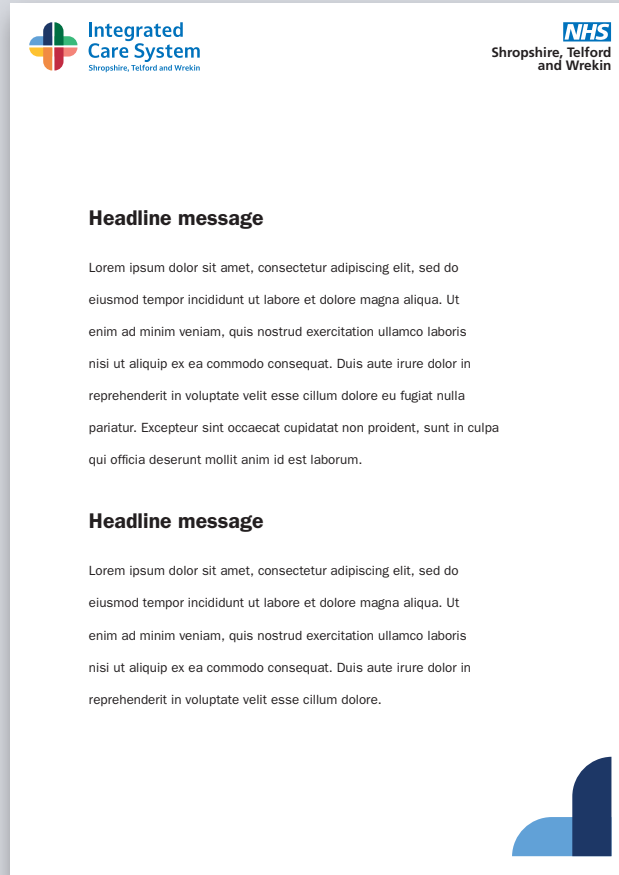 Integrated
Care System
Shropshire, Telford and Wrekin
NHS
Shropshire, Telford
and Wrekin
Headline message
Lorem ipsum dolor sit amet, consectetur adipiscing elit, sed do
eiusmod tempor incididunt ut labore et dolore magna aliqua. Ut
enim ad minim veniam, quis nostrud exercitation ullamco laboris
nisi ut aliquip ex ea commodo consequat. Duis aute irure dolor in
reprehenderit in voluptate velit esse cillum dolore eu fugiat nulla
pariatur. Excepteur sint occaecat cupidatat non proident, sunt in culpa
qui officia deserunt mollit anim id est laborum.
Headline message
Lorem ipsum dolor sit amet, consectetur adipiscing elit, sed do
eiusmod tempor incididunt ut labore et dolore magna aliqua. Ut
enim ad minim veniam, quis nostrud exercitation ullamco laboris
nisi ut aliquip ex ea commodo consequat. Duis aute irure dolor in
reprehenderit in voluptate velit esse cillum dolore.